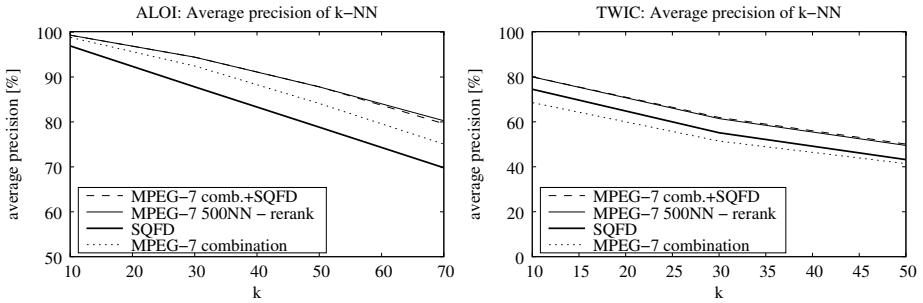 ALOI: Average precision of k−NN
average precision [%]
100
90
80
70
60
50
MPEG−7 comb.+SQFD
MPEG−7 500NN − rerank
SQFD
MPEG−7 combination
10 20 30 40 50 60 70
k
TWIC: Average precision of k−NN
average precision [%]
100
80
60
40
20
0
MPEG−7 comb.+SQFD
MPEG−7 500NN − rerank
SQFD
MPEG−7 combination
10 15 20 25 30 35 40 45 50
k